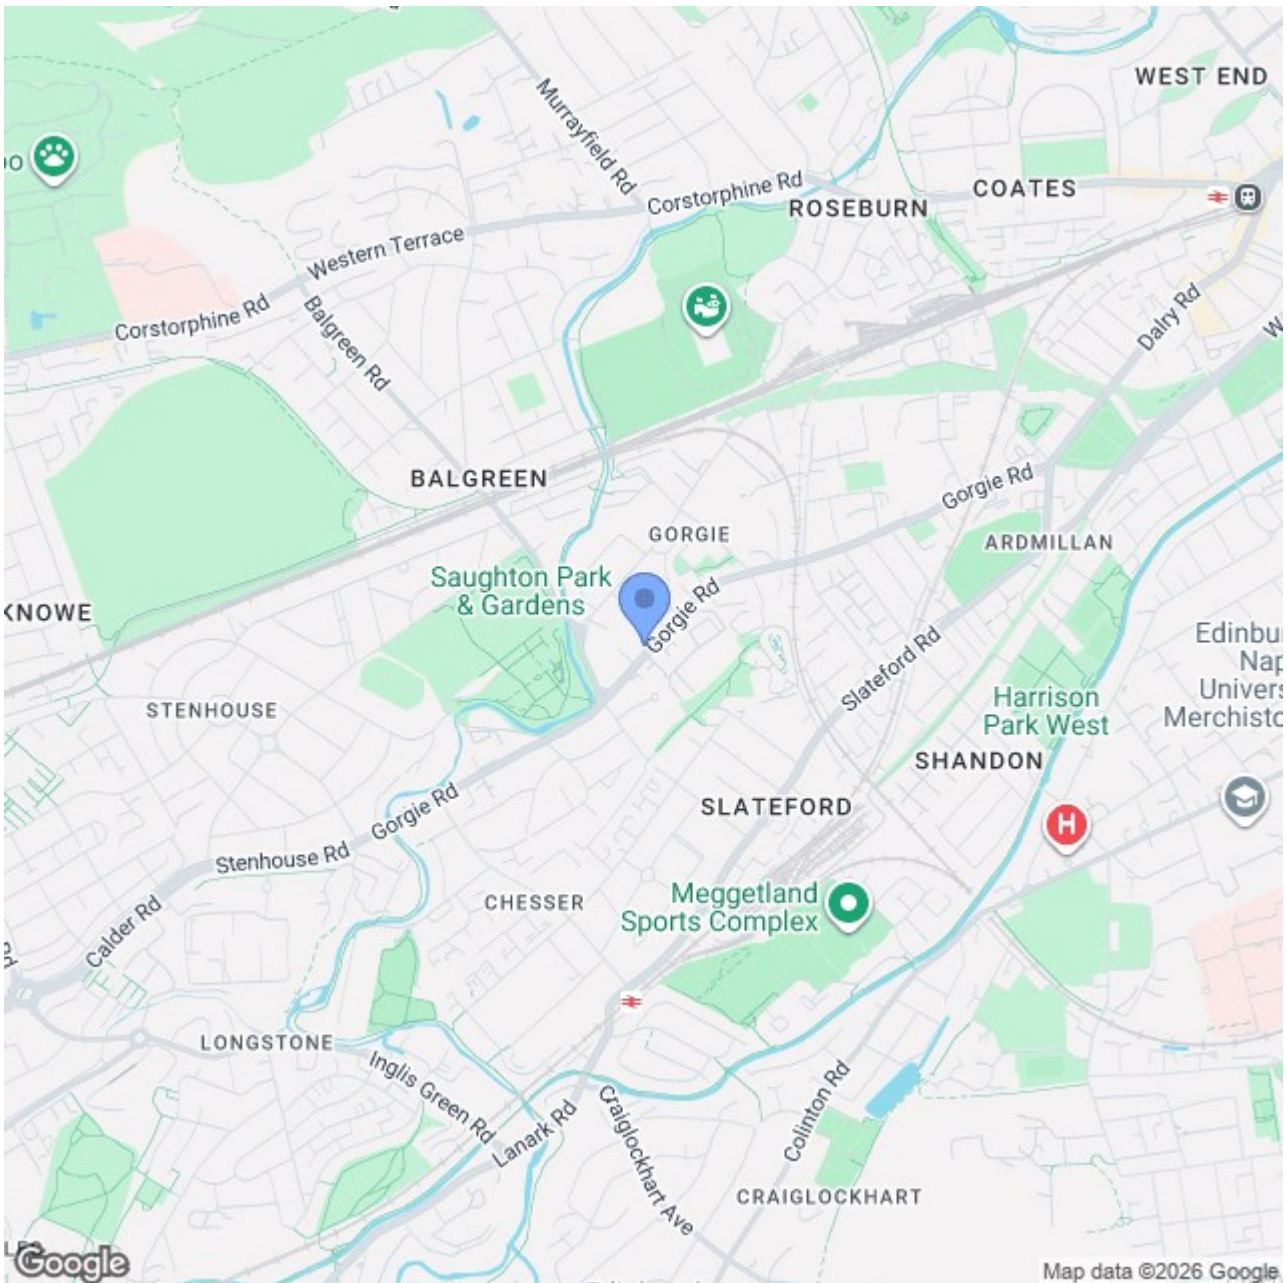 WEST END
Murrayfield Rd
Corstorphine Rd
COATES
ROSEBURN
Western Terrace
Corstorphine Rd
Balgreen Rd
Dalry Rd
BALGREEN
Gorgie Rd
GORGIE
ARDMILLAN
Saughton Park
& Gardens
KNOWE
Gorgie Rd
Slateford Rd
Edinbu
Nap
Univers
Merchisto
Harrison
Park West
STENHOUSE
SHANDON
SLATEFORD
Gorgie Rd
H
Stenhouse Rd
CHESSER
Meggetland
Sports Complex
Calder Rd
LONGSTONE
Inglis Green Rd
Lanark Rd
Craiglockhart Ave
Colinton Rd
CRAIGLOCKHART
Google
Map data ©2026 Google